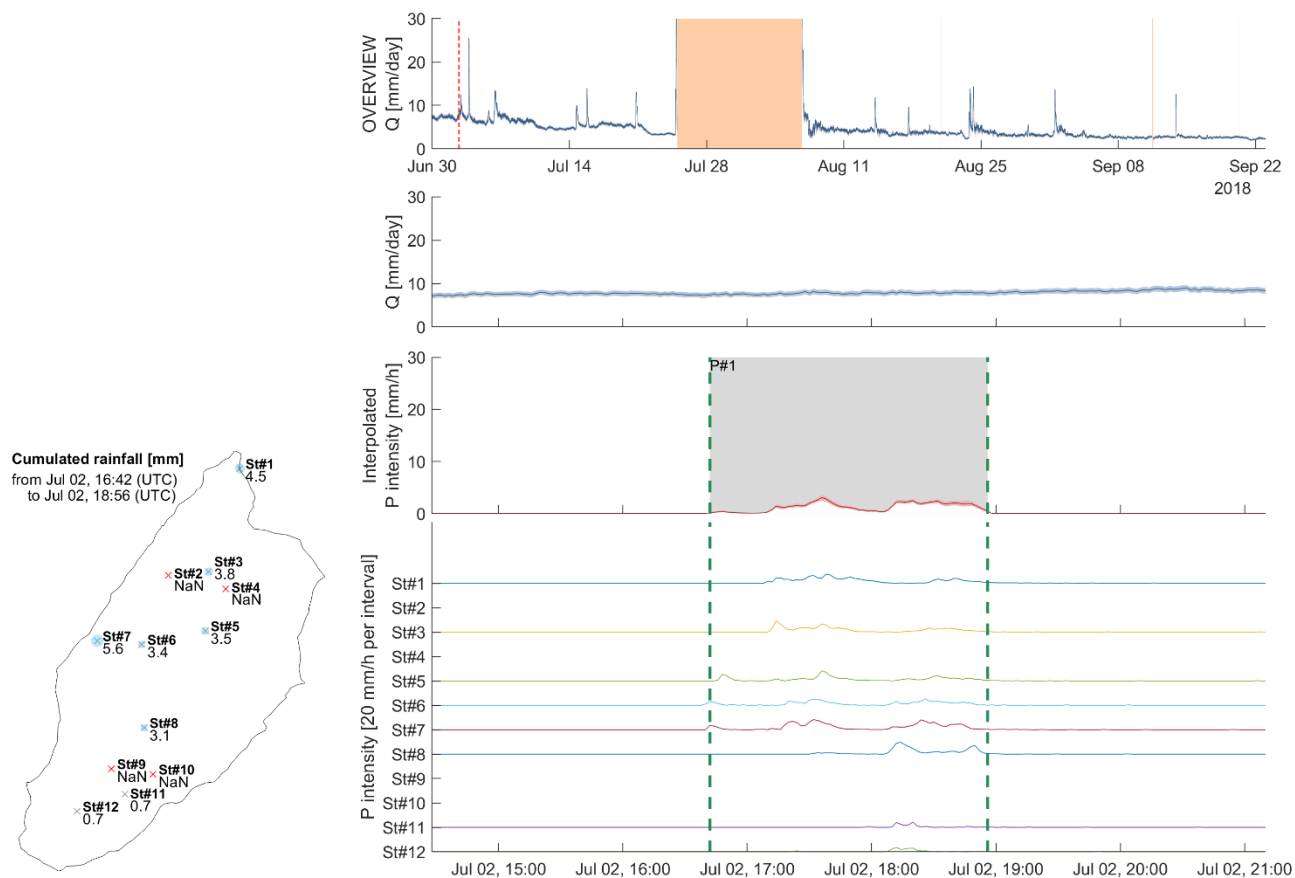 OVERVIEW
Q [mm/day]
30
20
10
0
Jun 30
Jul 14
Jul 28
Aug 11
Aug 25
Sep 08
Sep 22
2018
Q [mm/day]
30
20
10
0
Interpolated
P intensity [mm/h]
30
20
10
0
P#1
Cumulated rainfall [mm]
from Jul 02, 16:42 (UTC)
to Jul 02, 18:56 (UTC)
St#1
4.5
St#2
NaN
St#3
3.8
St#4
NaN
St#5
3.5
St#6
3.4
St#7
5.6
St#8
3.1
St#9
NaN
St#10
NaN
St#11
0.7
St#12
0.7
P intensity [20 mm/h per interval]
St#1
St#2
St#3
St#4
St#5
St#6
St#7
St#8
St#9
St#10
St#11
St#12
Jul 02, 15:00
Jul 02, 16:00
Jul 02, 17:00
Jul 02, 18:00
Jul 02, 19:00
Jul 02, 20:00
Jul 02, 21:00